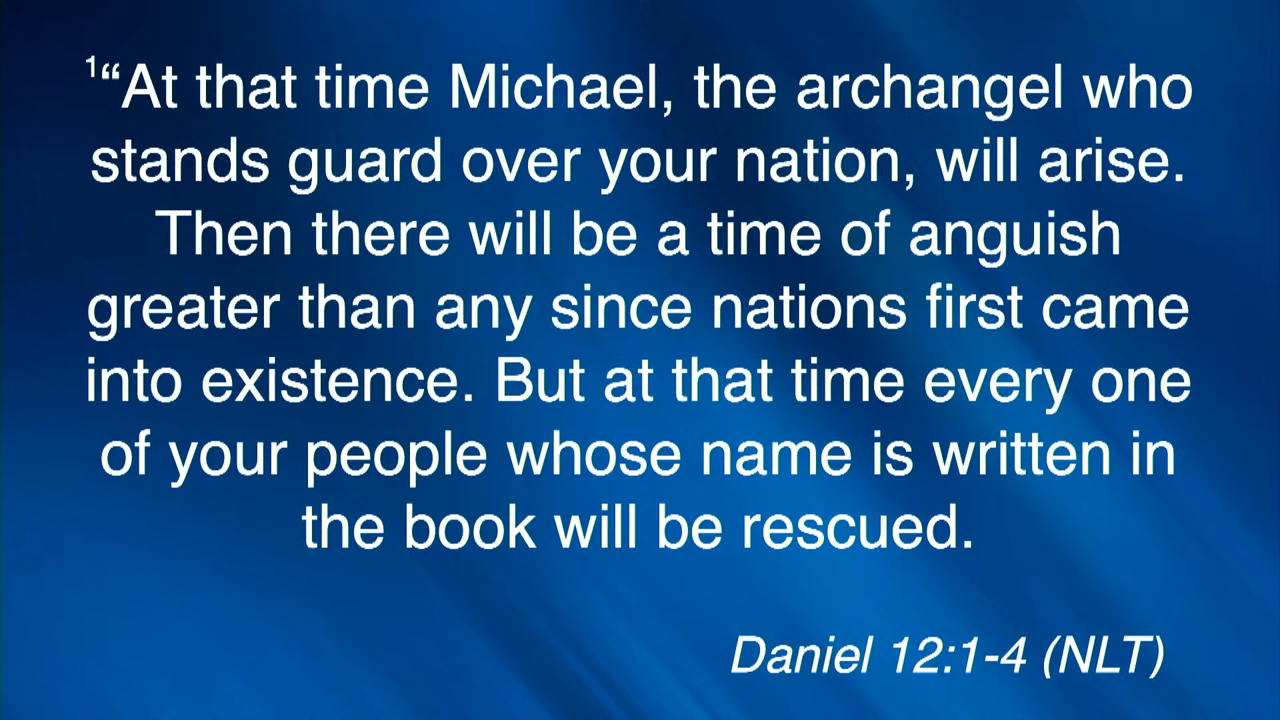 ¹“At that time Michael, the archangel who
stands guard over your nation, will arise.
Then there will be a time of anguish
greater than any since nations first came
into existence. But at that time every one
of your people whose name is written in
the book will be rescued.
Daniel 12:1-4 (NLT)